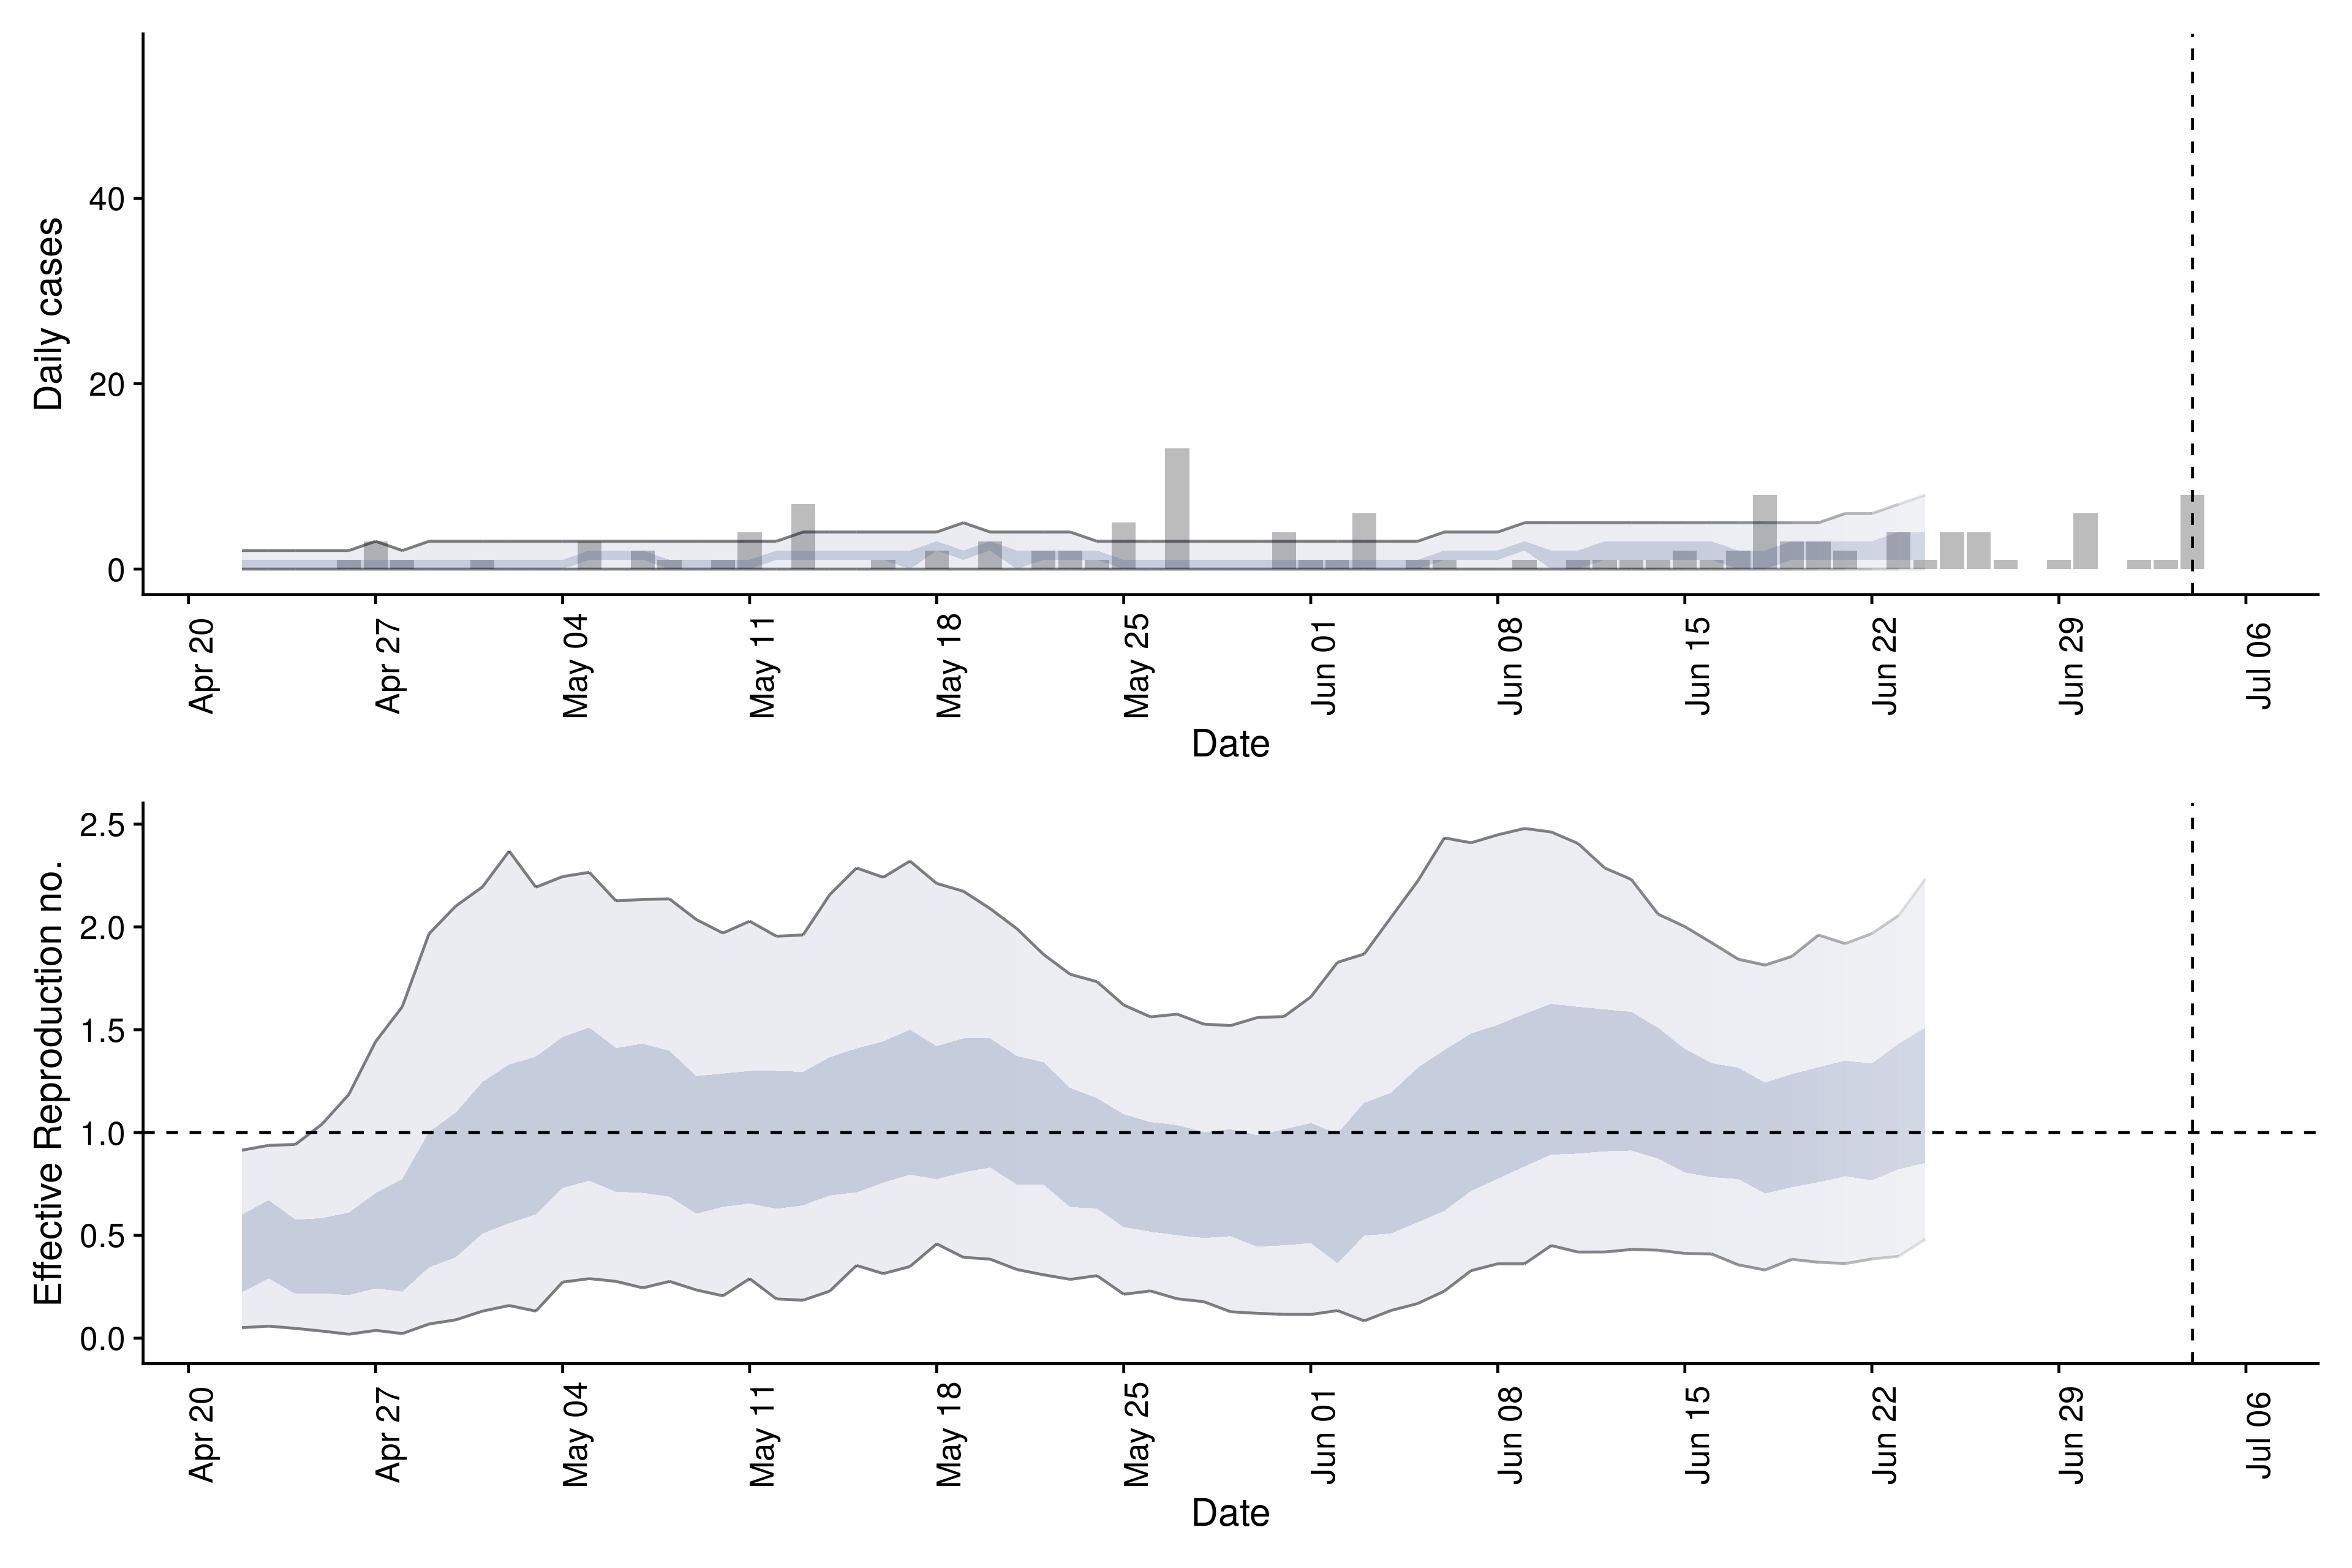 Daily cases
40
20
0
Apr 20
Apr 27
May 04
May 11
May 18
May 25
Jun 01
Jun 08
Jun 15
Jun 22
Jun 29
Jul 06
Date
Effective Reproduction no.
2.5
2.0
1.5
1.0
0.5
0.0
Apr 20
Apr 27
May 04
May 11
May 18
May 25
Jun 01
Jun 08
Jun 15
Jun 22
Jun 29
Jul 06
Date